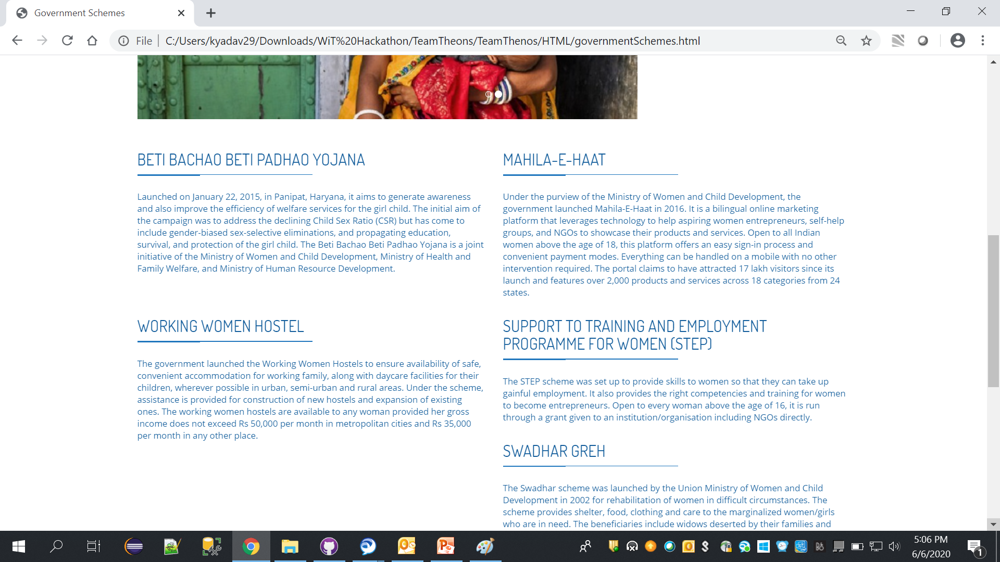 Government Schemes
File
C:/Users/kyadav29/Downloads/WiT%20Hackathon/TeamTheons/TeamThenos/HTML/governmentSchemes.html
BETI BACHAO BETI PADHAO YOJANA
Launched on January 22, 2015, in Panipat, Haryana, it aims to generate awareness
and also improve the efficiency of welfare services for the girl child. The initial aim of
the campaign was to address the declining Child Sex Ratio (CSR) but has come to
include gender-biased sex-selective eliminations, and propagating education,
survival, and protection of the girl child. The Beti Bachao Beti Padhao Yojana is a joint
initiative of the Ministry of Women and Child Development, Ministry of Health and
Family Welfare, and Ministry of Human Resource Development.
MAHILA-E-HAAT
Under the purview of the Ministry of Women and Child Development, the
government launched Mahila-E-Haat in 2016. It is a bilingual online marketing
platform that leverages technology to help aspiring women entrepreneurs, self-help
groups, and NGOs to showcase their products and services. Open to all Indian
women above the age of 18, this platform offers an easy sign-in process and
convenient payment modes. Everything can be handled on a mobile with no other
intervention required. The portal claims to have attracted 17 lakh visitors since its
launch and features over 2,000 products and services across 18 categories from 24
states.
WORKING WOMEN HOSTEL
The government launched the Working Women Hostels to ensure availability of safe,
convenient accommodation for working family, along with daycare facilities for their
children, wherever possible in urban, semi-urban and rural areas. Under the scheme,
assistance is provided for construction of new hostels and expansion of existing
ones. The working women hostels are available to any woman provided her gross
income does not exceed Rs 50,000 per month in metropolitan cities and Rs 35,000
per month in any other place.
SUPPORT TO TRAINING AND EMPLOYMENT
PROGRAMME FOR WOMEN (STEP)
The STEP scheme was set up to provide skills to women so that they can take up
gainful employment. It also provides the right competencies and training for women
to become entrepreneurs. Open to every woman above the age of 16, it is run
through a grant given to an institution/organisation including NGOs directly.
SWADHAR GREH
The Swadhar scheme was launched by the Union Ministry of Women and Child
Development in 2002 for rehabilitation of women in difficult circumstances. The
scheme provides shelter, food, clothing and care to the marginalized women/girls
who are in need. The beneficiaries include widows deserted by their families and
5:06 PM
6/6/2020
1